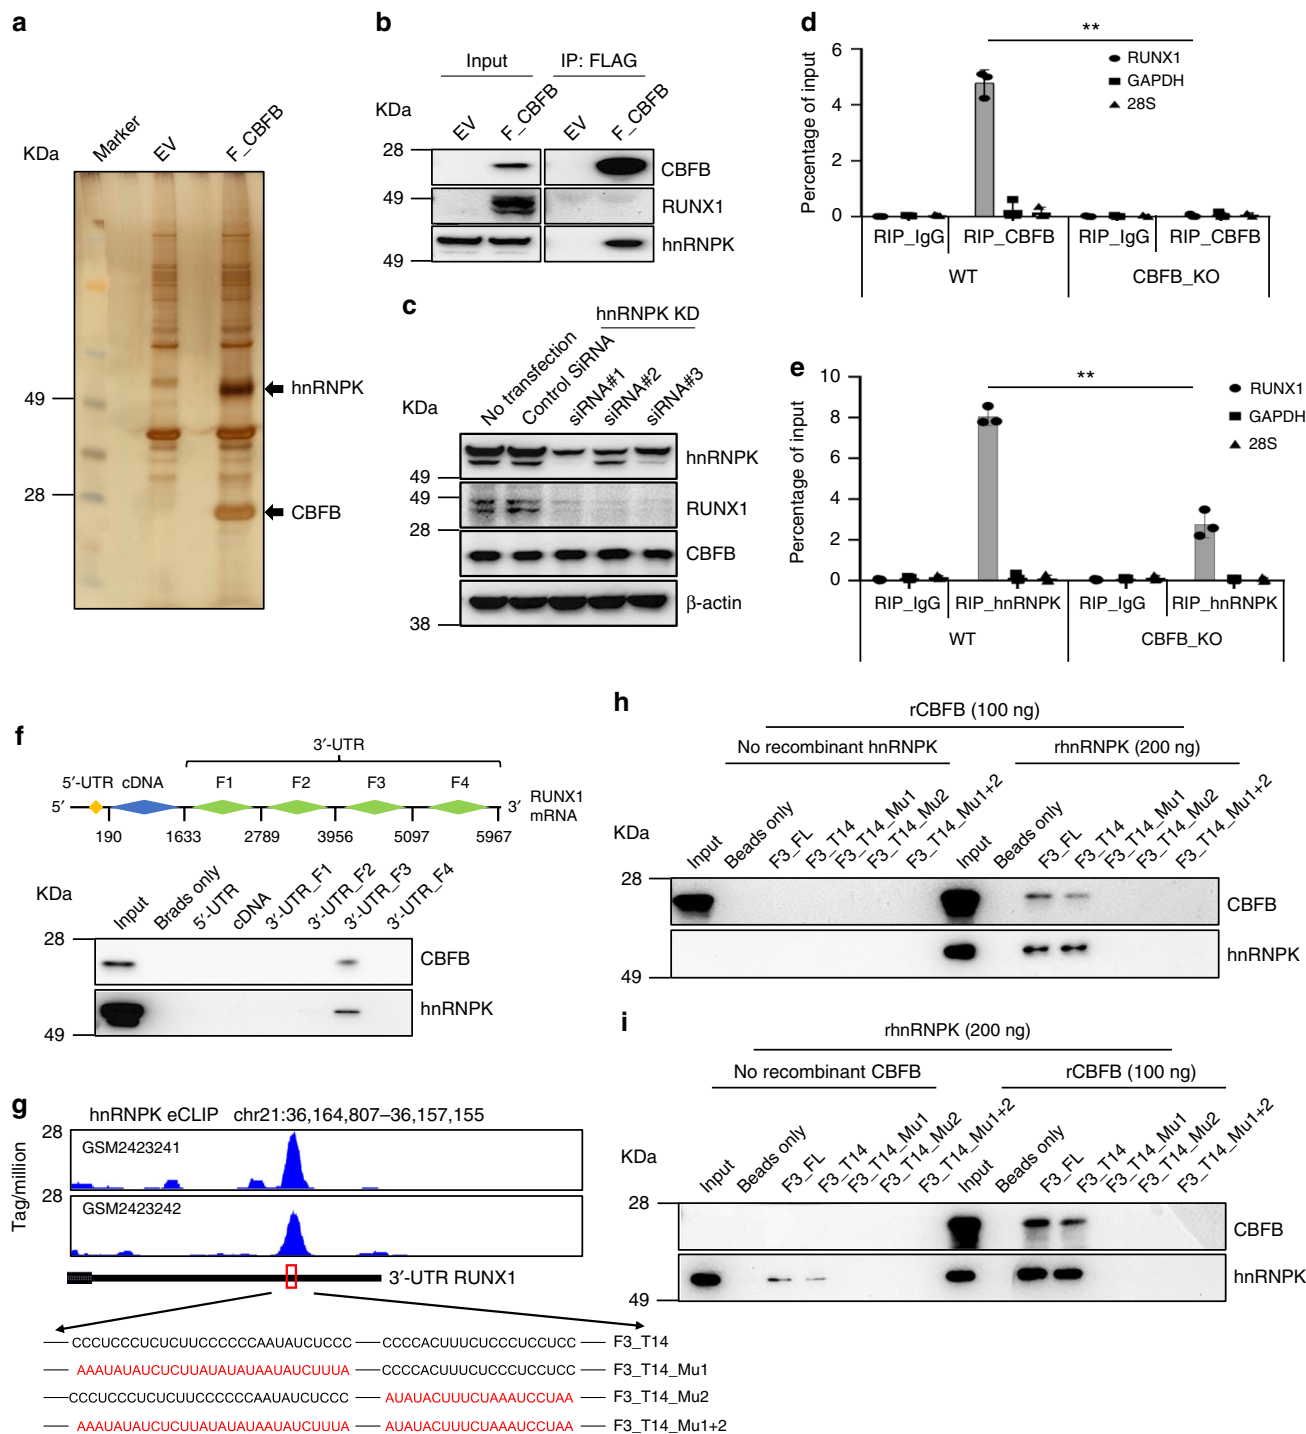 a
KDa
Marker
EV
F_CBFB
49
28
hnRNPK
CBFB
b
Input
IP: FLAG
KDa
EV
F_CBFB
EV
F_CBFB
28
49
49
CBFB
RUNX1
hnRNPK
c
hnRNPK KD
KDa
No transfection
Control SiRNA
siRNA#1
siRNA#2
siRNA#3
49
49
28
38
hnRNPK
RUNX1
CBFB
β-actin
d
**
Percentage of input
6
4
2
0
RUNX1
GAPDH
28S
RIP_IgG
RIP_CBFB
RIP_IgG
RIP_CBFB
WT
CBFB_KO
e
**
Percentage of input
10
8
6
4
2
0
RUNX1
GAPDH
28S
RIP_IgG
RIP_hnRNPK
RIP_IgG
RIP_hnRNPK
WT
CBFB_KO
f
3′-UTR
5′-UTR
cDNA
F1
F2
F3
F4
5′
3′
RUNX1
mRNA
190
1633
2789
3956
5097
5967
KDa
Input
Brads only
5′-UTR
cDNA
3′-UTR_F1
3′-UTR_F2
3′-UTR_F3
3′-UTR_F4
28
49
CBFB
hnRNPK
g
hnRNPK eCLIP chr21:36,164,807–36,157,155
Tag/million
28
GSM2423241
28
GSM2423242
3′-UTR RUNX1
CCCUCCCUCUCUUCCCCCCAAUAUCUCCC CCCCACUUUCUCCCUCCUCC F3_T14
AAAUAUAUCUCUUAUAUAUAAUAUCUUUA CCCCACUUUCUCCCUCCUCC F3_T14_Mu1
CCCUCCCUCUCUUCCCCCCAAUAUCUCCC AUAUACUUUCUAAAUCCUAA F3_T14_Mu2
AAAUAUAUCUCUUAUAUAUAAUAUCUUUA AUAUACUUUCUAAAUCCUAA F3_T14_Mu1+2
h
rCBFB (100 ng)
No recombinant hnRNPK
rhnRNPK (200 ng)
KDa
Input
Beads only
F3_FL
F3_T14
F3_T14_Mu1
F3_T14_Mu2
F3_T14_Mu1+2
Input
Beads only
F3_FL
F3_T14
F3_T14_Mu1
F3_T14_Mu2
F3_T14_Mu1+2
28
49
CBFB
hnRNPK
i
rhnRNPK (200 ng)
No recombinant CBFB
rCBFB (100 ng)
KDa
Input
Beads only
F3_FL
F3_T14
F3_T14_Mu1
F3_T14_Mu2
F3_T14_Mu1+2
Input
Beads only
F3_FL
F3_T14
F3_T14_Mu1
F3_T14_Mu2
F3_T14_Mu1+2
28
49
CBFB
hnRNPK